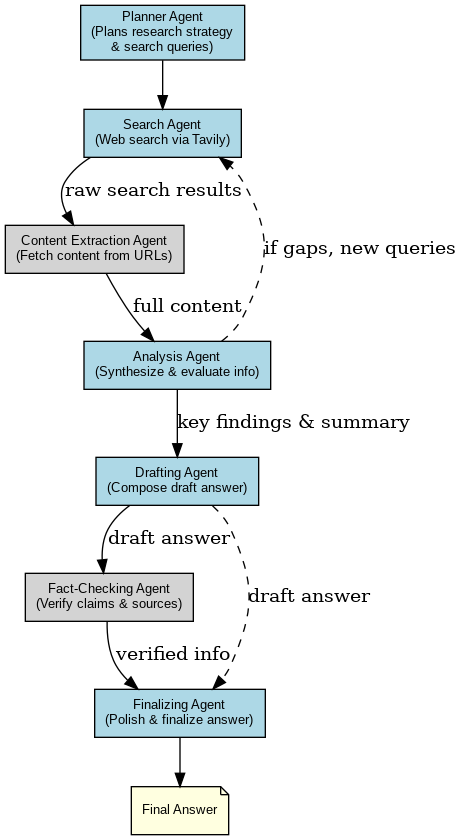 Planner Agent
(Plans research strategy
& search queries)
Search Agent
(Web search via Tavily)
raw search results
if gaps, new queries
Content Extraction Agent
(Fetch content from URLs)
full content
Analysis Agent
(Synthesize & evaluate info)
key findings & summary
Drafting Agent
(Compose draft answer)
draft answer
Fact-Checking Agent
(Verify claims & sources)
draft answer
verified info
Finalizing Agent
(Polish & finalize answer)
Final Answer